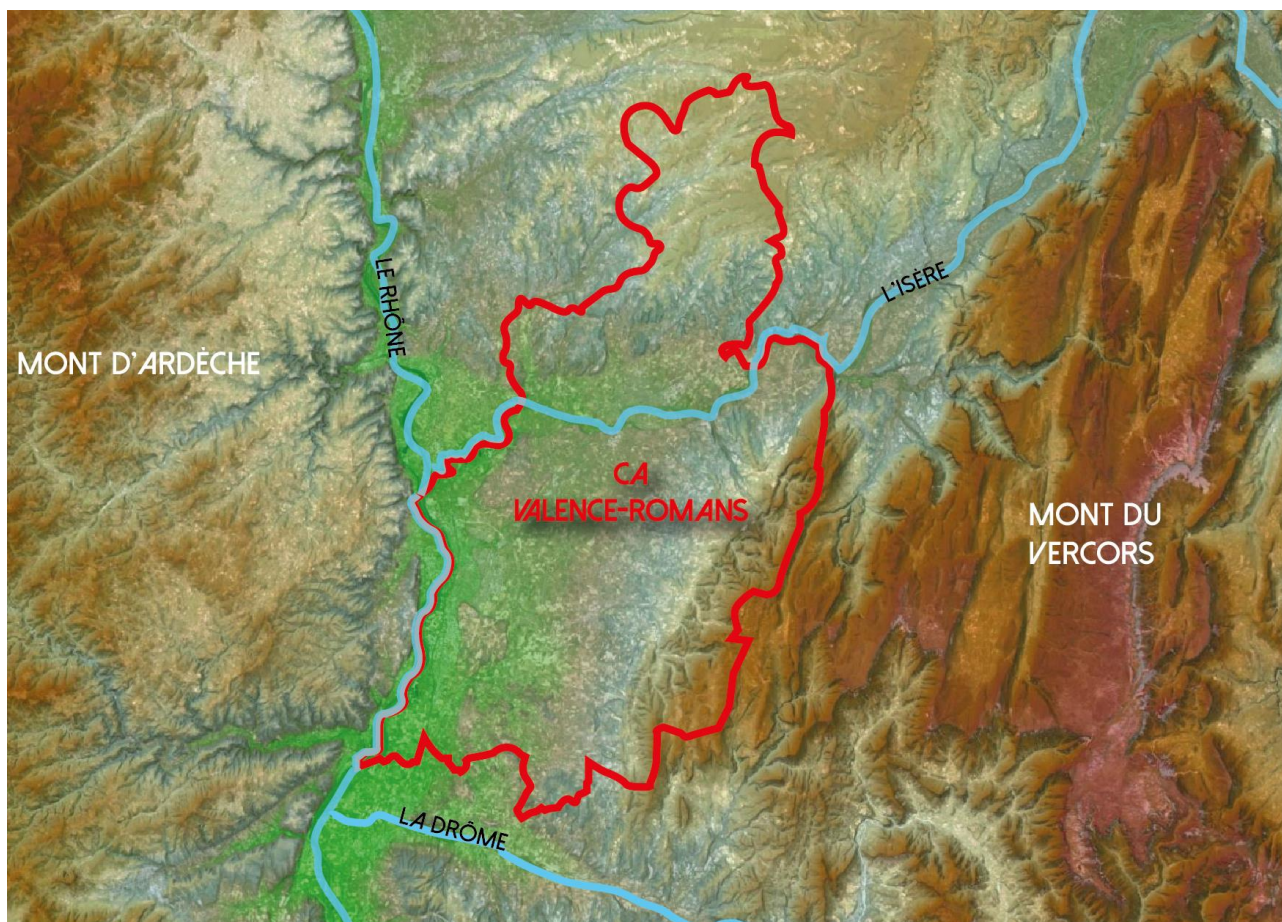 LE RHÔNE
L'ISÈRE
MONT D'ARDÈCHE
CA
VALENCE-ROMANS
MONT DU
VERCORS
LA DRÔME